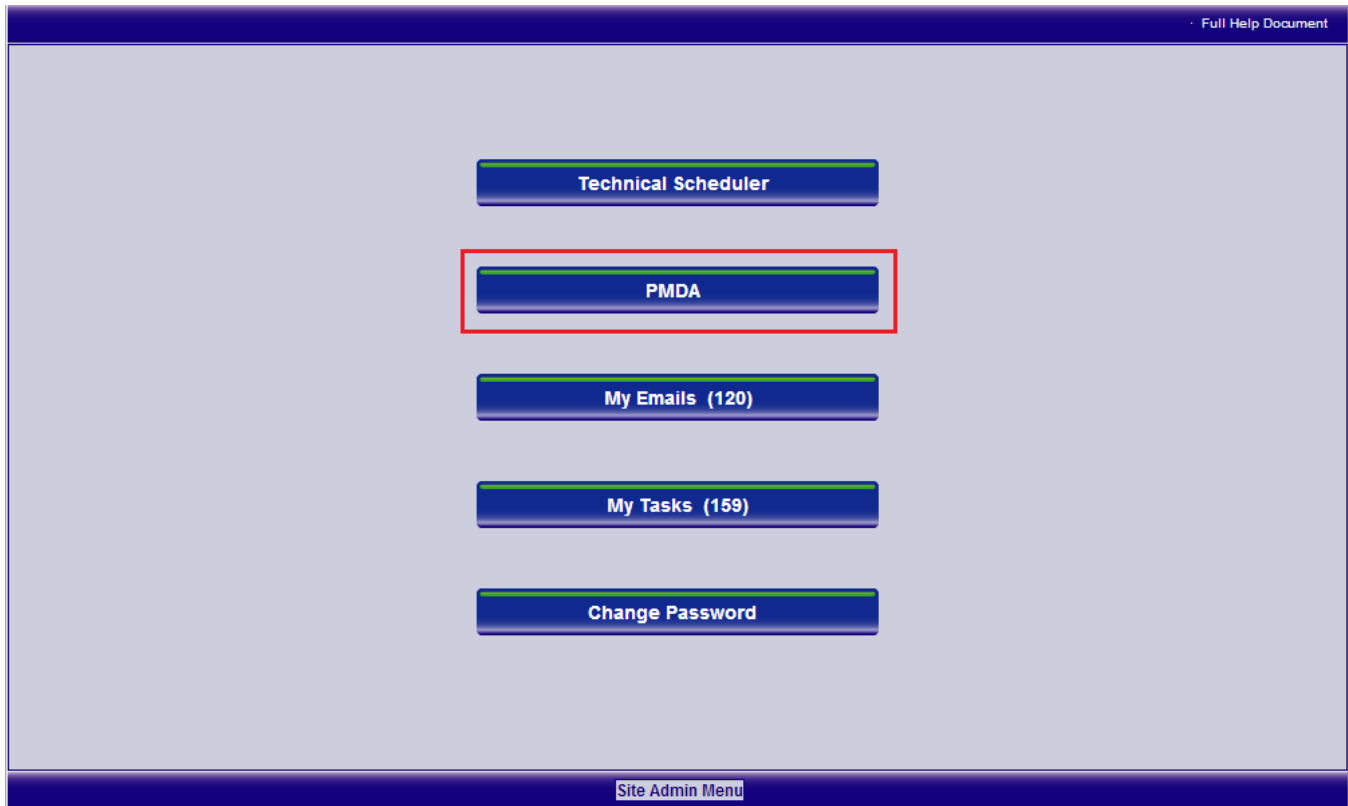 · Full Help Document
Technical Scheduler
PMDA
My Emails (120)
My Tasks (159)
Change Password
Site Admin Menu